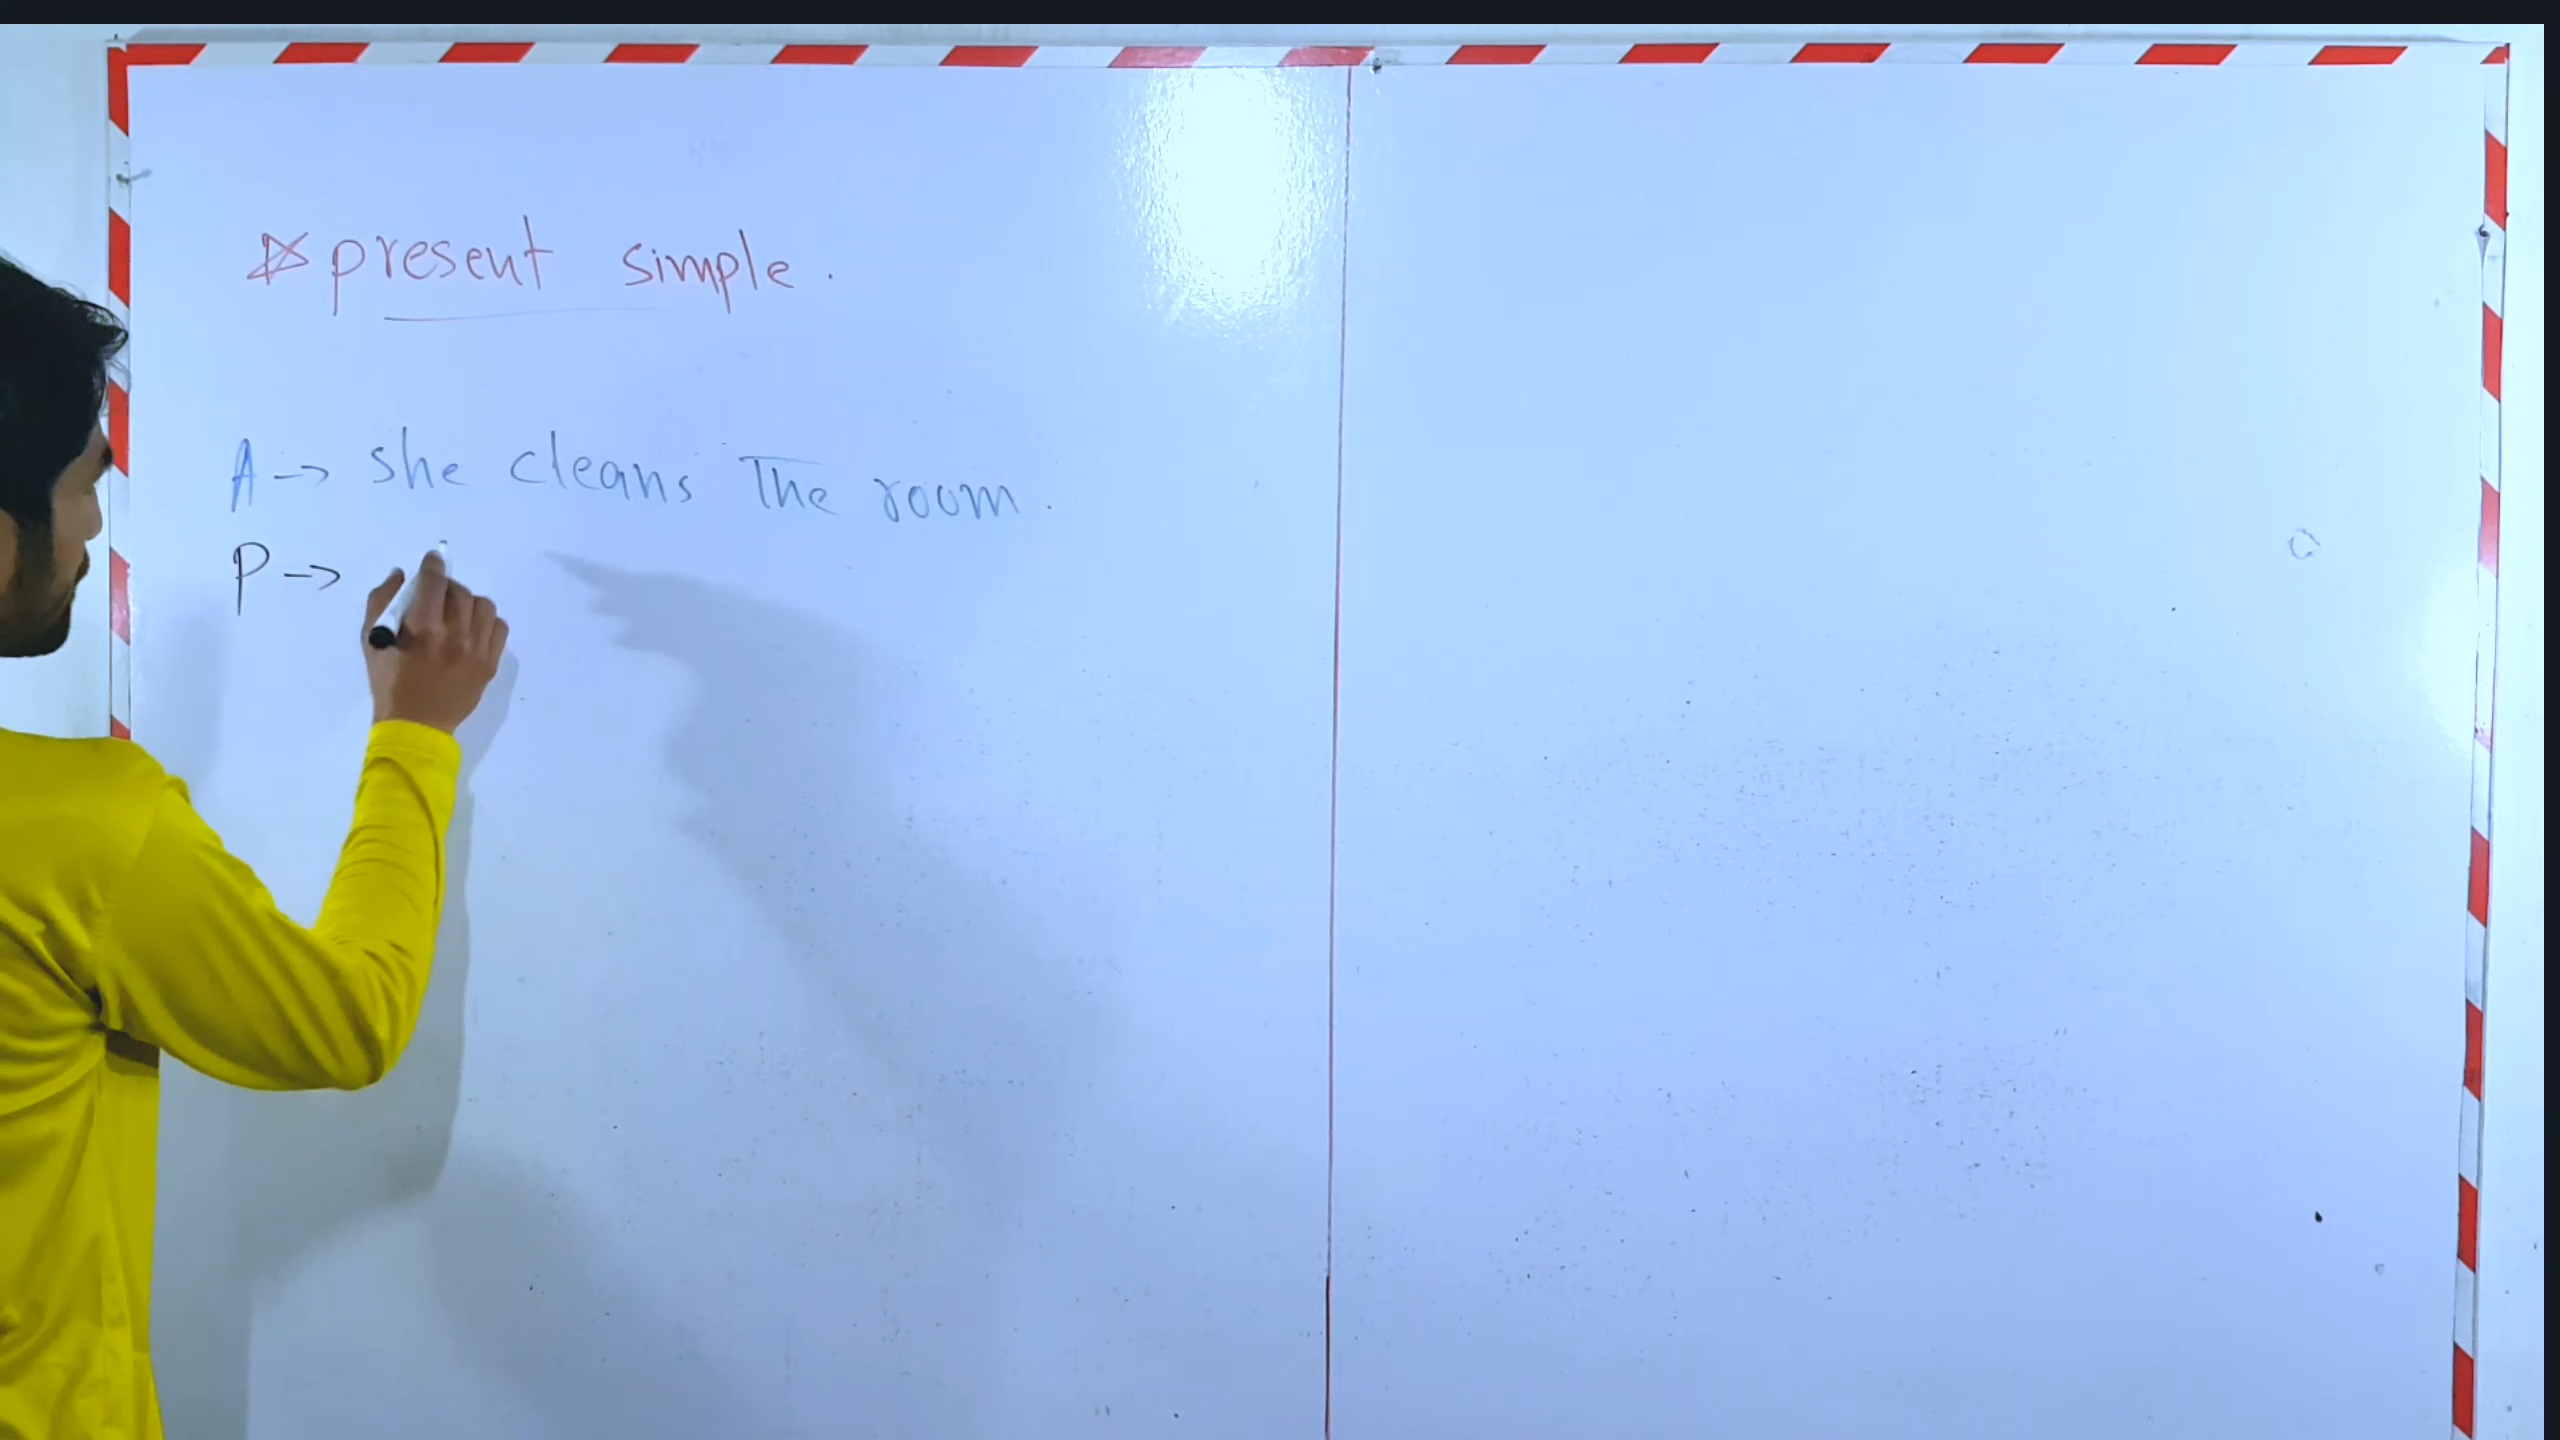 ☆ present simple.
A → she cleans The room.
P →